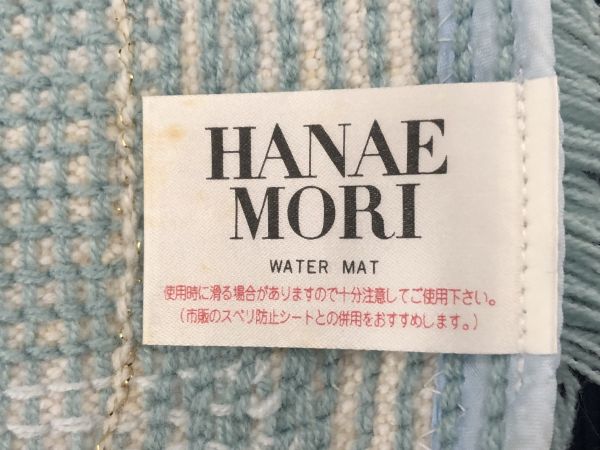 HANAE
MORI
WATER MAT
使用時に滑る場合がありますので十分注意してご使用下さい。
（市販のスベリ防止シートとの併用をおすすめします。）